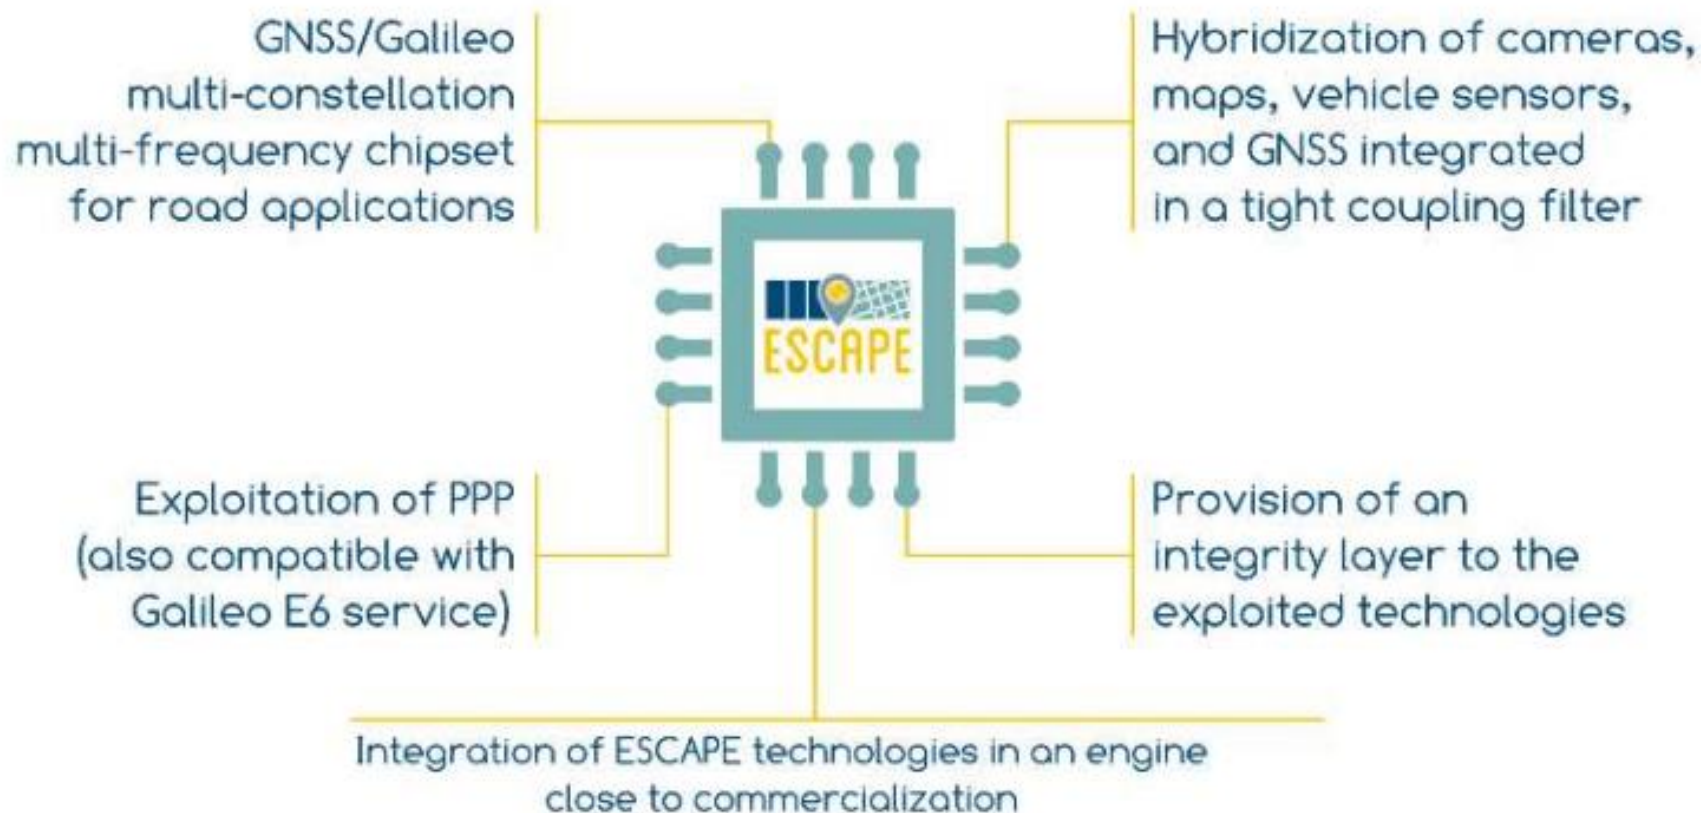 GNSS/Galileo
multi-constellation
multi-frequency chipset
for road applications
Hybridization of cameras,
maps, vehicle sensors,
and GNSS integrated
in a tight coupling filter
ESCAPE
Exploitation of PPP
(also compatible with
Galileo E6 service)
Provision of an
integrity layer to the
exploited technologies
Integration of ESCAPE technologies in an engine
close to commercialization